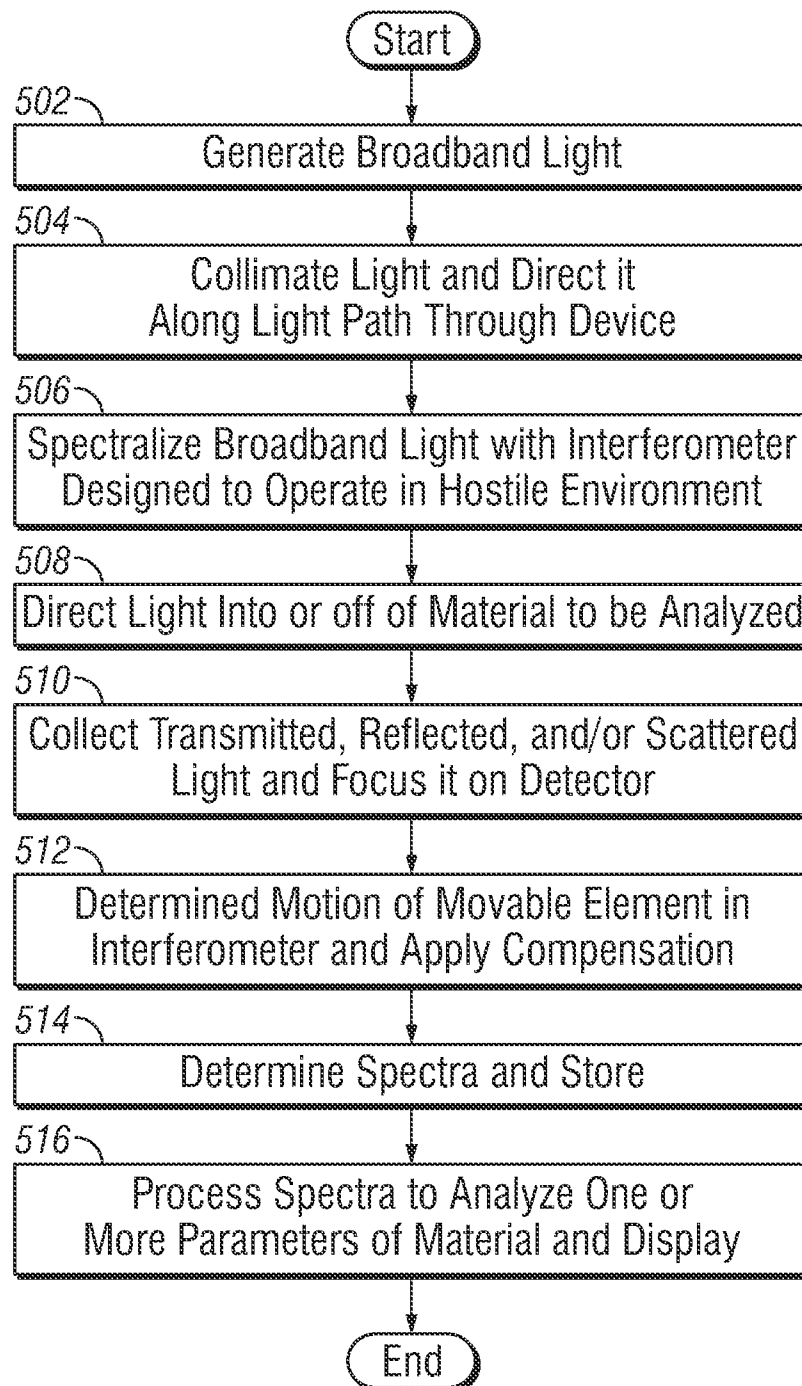 Start
502
Generate Broadband Light
504
Collimate Light and Direct it
Along Light Path Through Device
506
Spectralize Broadband Light with Interferometer
Designed to Operate in Hostile Environment
508
Direct Light Into or off of Material to be Analyzed
510
Collect Transmitted, Reflected, and/or Scattered
Light and Focus it on Detector
512
Determined Motion of Movable Element in
Interferometer and Apply Compensation
514
Determine Spectra and Store
516
Process Spectra to Analyze One or
More Parameters of Material and Display
End